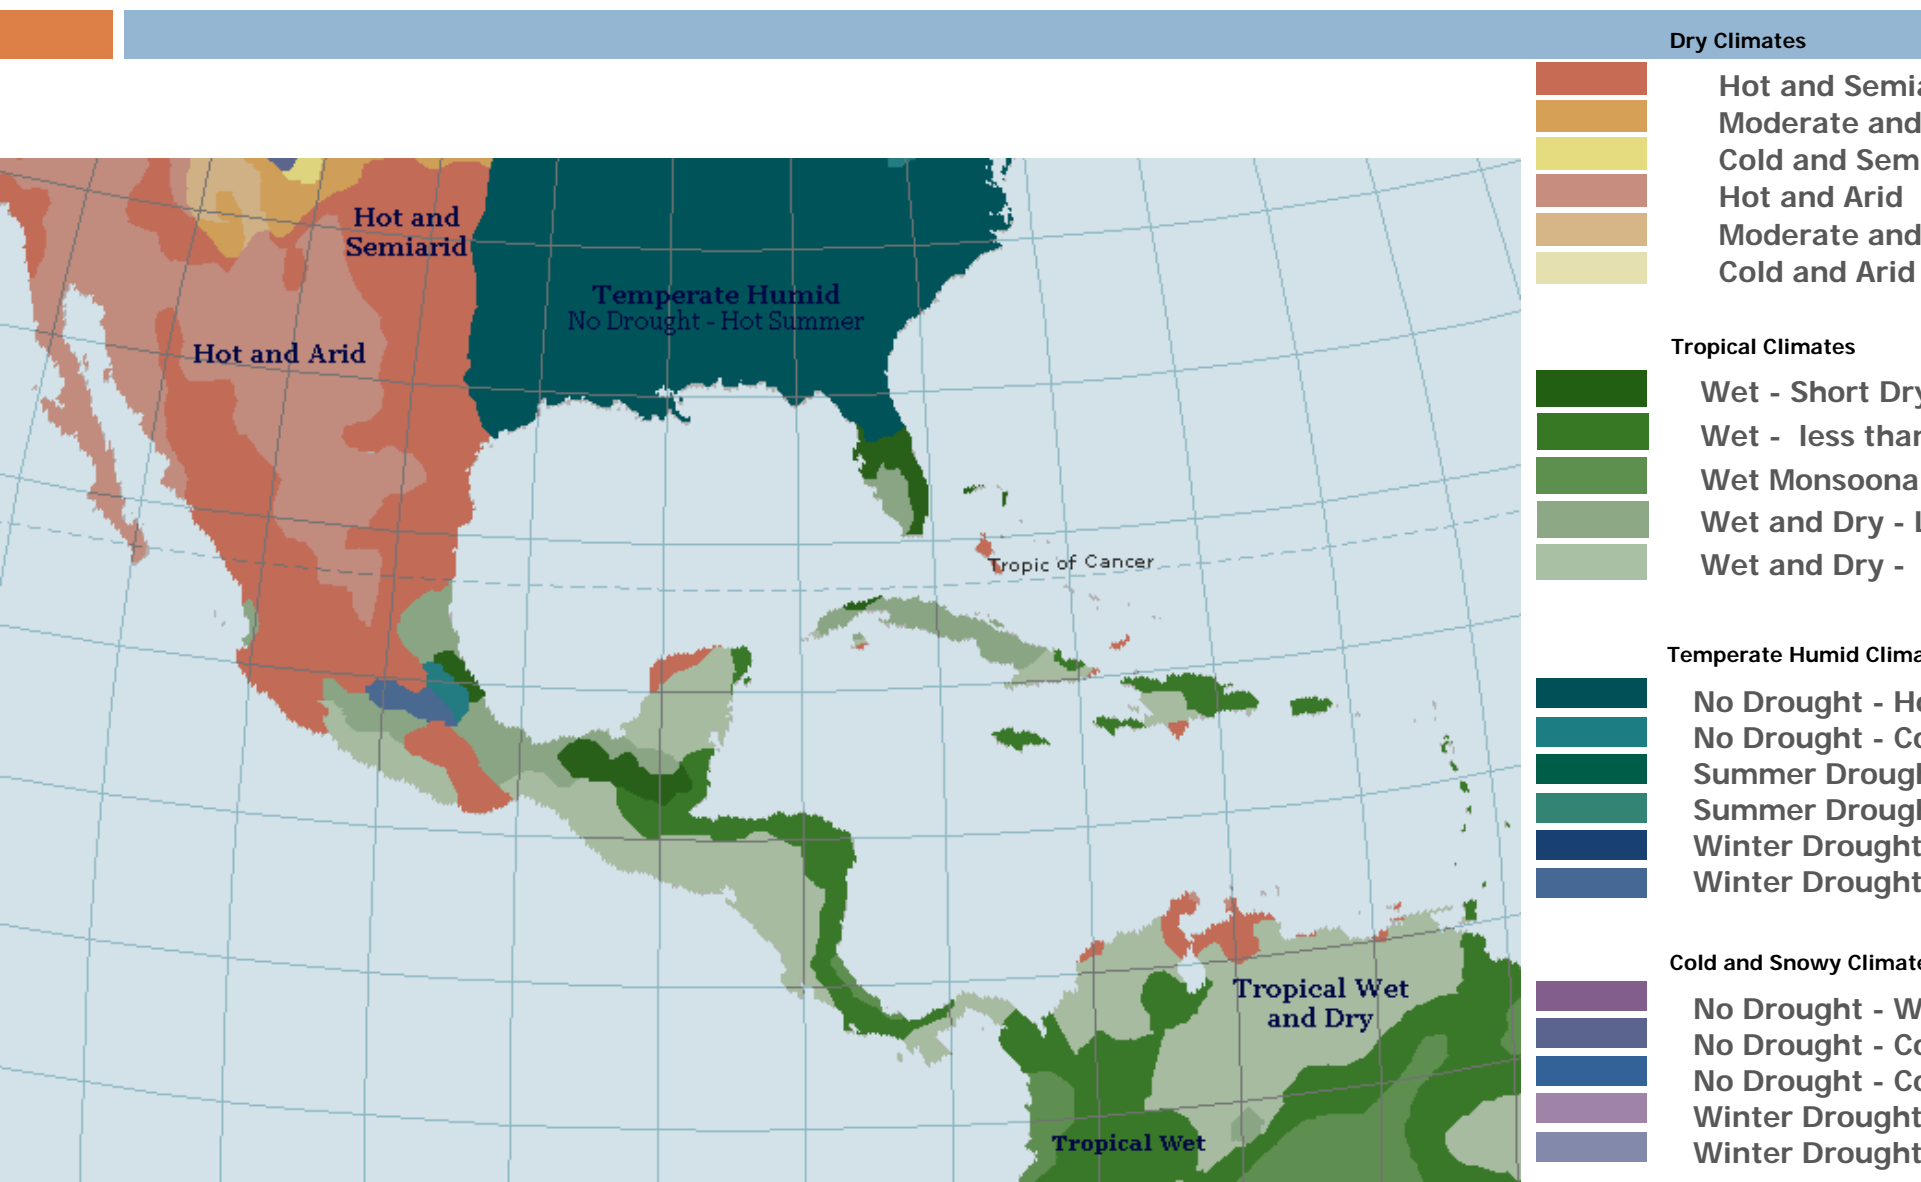 Dry Climates
Hot and Semia
Moderate and
Cold and Sem
Hot and Arid
Moderate and
Cold and Arid
Tropical Climates
Wet - Short Dry
Wet - less than
Wet Monsoona
Wet and Dry - L
Wet and Dry -
Temperate Humid Clima
No Drought - Ho
No Drought - Co
Summer Drough
Summer Drough
Winter Drought
Winter Drought
Cold and Snowy Climate
No Drought - W
No Drought - Co
No Drought - Co
Winter Drought
Winter Drought
Hot and
Semiarid
Temperate Humid
No Drought - Hot Summer
Hot and Arid
Tropic of Cancer
Tropical Wet
and Dry
Tropical Wet